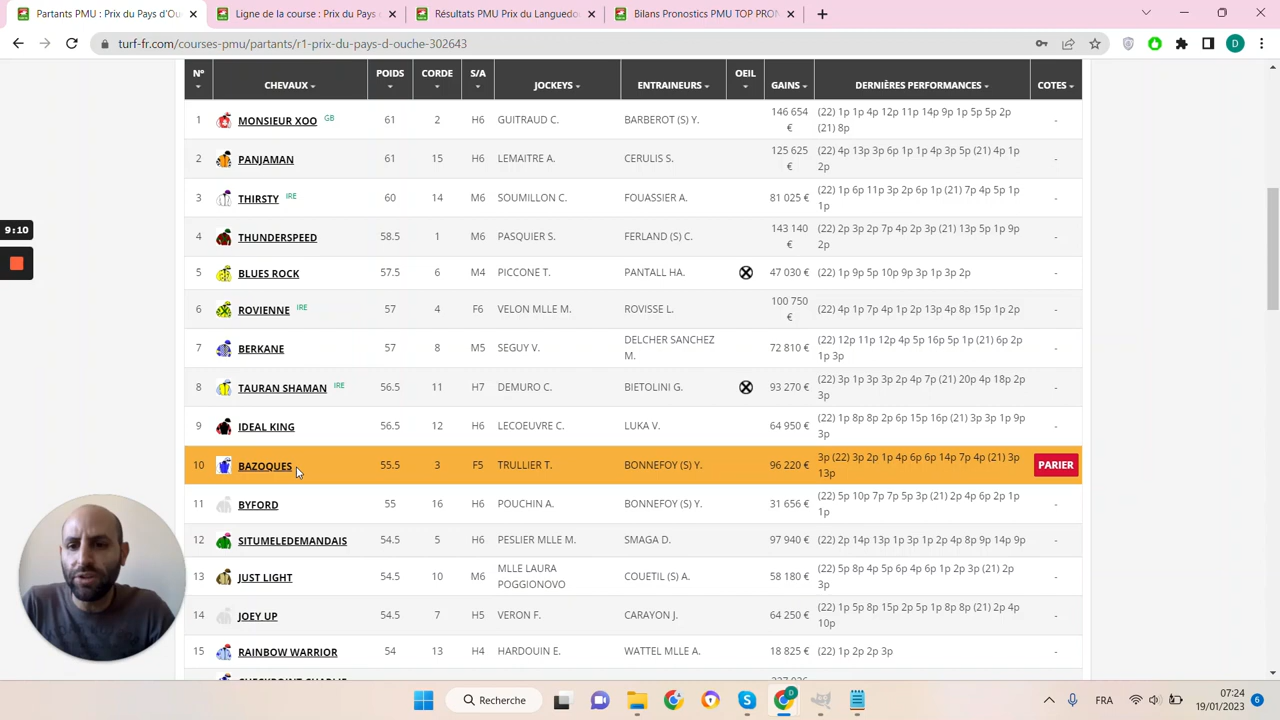 Partants PMU : Prix du Pays d'Ou
Ligne de la course : Prix du Pays
Résultats PMU Prix du Languedo
Bilans Pronostics PMU TOP PRON
turf-fr.com/courses-pmu/partants/r1-prix-du-pays-d-ouche-302643
N° CHEVAUX POIDS CORDE S/A JOCKEYS ENTRAINEURS OEIL GAINS DERNIÈRES PERFORMANCES COTES
1 MONSIEUR XOO GB 61 2 H6 GUITRAUD C. BARBEROT (S) Y. 146 654 € (22) 1p 1p 4p 12p 11p 14p 9p 1p 5p 5p 2p (21) 8p -
2 PANJAMAN 61 15 H6 LEMAITRE A. CERULIS S. 125 625 € (22) 4p 13p 3p 6p 1p 1p 4p 3p 5p (21) 4p 1p 2p -
3 THIRSTY IRE 60 14 M6 SOUMILLON C. FOUASSIER A. 81 025 € (22) 1p 6p 11p 3p 2p 6p 1p (21) 7p 4p 5p 1p 1p -
4 THUNDERSPEED 58.5 1 M6 PASQUIER S. FERLAND (S) C. 143 140 € (22) 2p 3p 2p 7p 4p 2p 3p (21) 13p 5p 1p 9p 2p -
5 BLUES ROCK 57.5 6 M4 PICCONE T. PANTALL HA. 47 030 € (22) 1p 9p 5p 10p 9p 3p 1p 3p 2p -
6 ROVIENNE IRE 57 4 F6 VELON MLLE M. ROVISSE L. 100 750 € (22) 4p 1p 7p 4p 1p 2p 13p 4p 8p 15p 1p 2p -
7 BERKANE 57 8 M5 SEGUY V. DELCHER SANCHEZ M. 72 810 € (22) 12p 11p 12p 4p 5p 16p 5p 1p (21) 6p 2p 1p 3p -
8 TAURAN SHAMAN IRE 56.5 11 H7 DEMURO C. BIETOLINI G. 93 270 € (22) 3p 1p 3p 3p 2p 4p 7p (21) 20p 4p 18p 2p 3p -
9 IDEAL KING 56.5 12 H6 LECOEUVRE C. LUKA V. 64 950 € (22) 1p 8p 8p 2p 6p 15p 16p (21) 3p 3p 1p 9p 3p -
10 BAZOQUES 55.5 3 F5 TRULLIER T. BONNEFOY (S) Y. 96 220 € 3p (22) 3p 2p 1p 4p 6p 6p 14p 7p 4p (21) 3p 13p PARIER
11 BYFORD 55 16 H6 POUCHIN A. BONNEFOY (S) Y. 31 656 € (22) 5p 10p 7p 7p 5p 3p (21) 2p 4p 6p 2p 1p 1p -
12 SITUMELEDEMANDAIS 54.5 5 H6 PESLIER MLLE M. SMAGA D. 97 940 € (22) 2p 14p 13p 1p 3p 1p 2p 4p 8p 9p 14p 9p -
13 JUST LIGHT 54.5 10 M6 MLLE LAURA POGGIONOVO COUETIL (S) A. 58 180 € (22) 5p 8p 4p 5p 6p 4p 6p 1p 2p 3p (21) 2p 3p -
14 JOEY UP 54.5 7 H5 VERON F. CARAYON J. 64 250 € (22) 1p 5p 8p 15p 2p 5p 1p 8p 8p (21) 2p 4p 10p -
15 RAINBOW WARRIOR 54 13 H4 HARDOUIN E. WATTEL MLLE A. 18 825 € (22) 1p 2p 2p 3p -
9:10
D
D
Recherche
FRA
07:24
19/01/2023
6